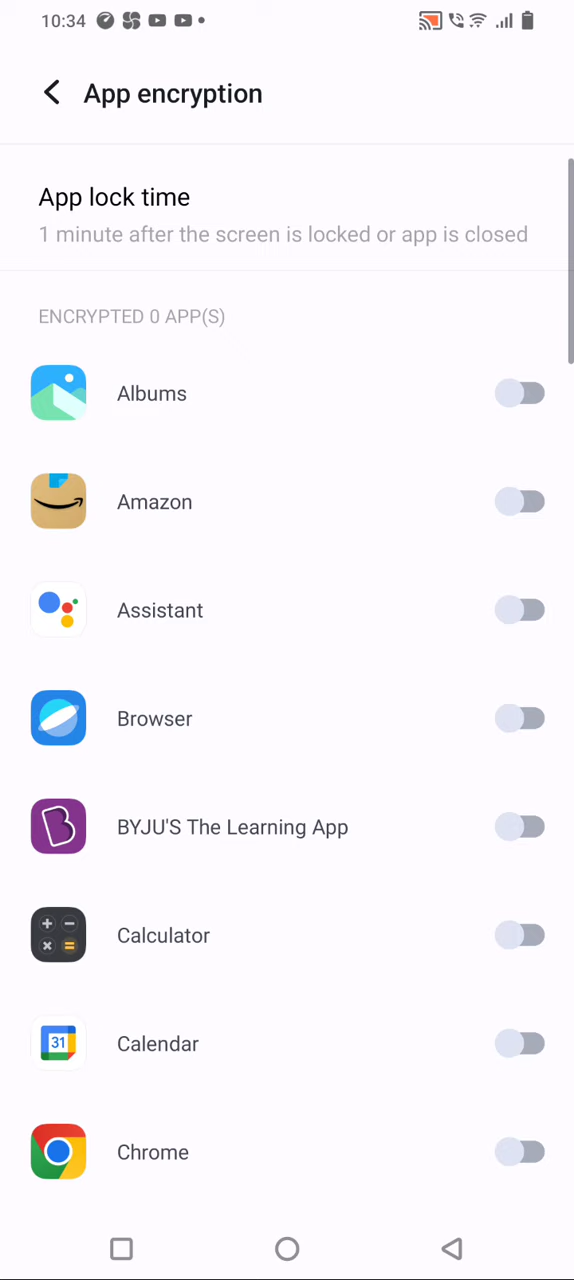 10:34
App encryption
App lock time
1 minute after the screen is locked or app is closed
ENCRYPTED 0 APP(S)
Albums
Amazon
Assistant
Browser
BYJU'S The Learning App
Calculator
31
Calendar
Chrome